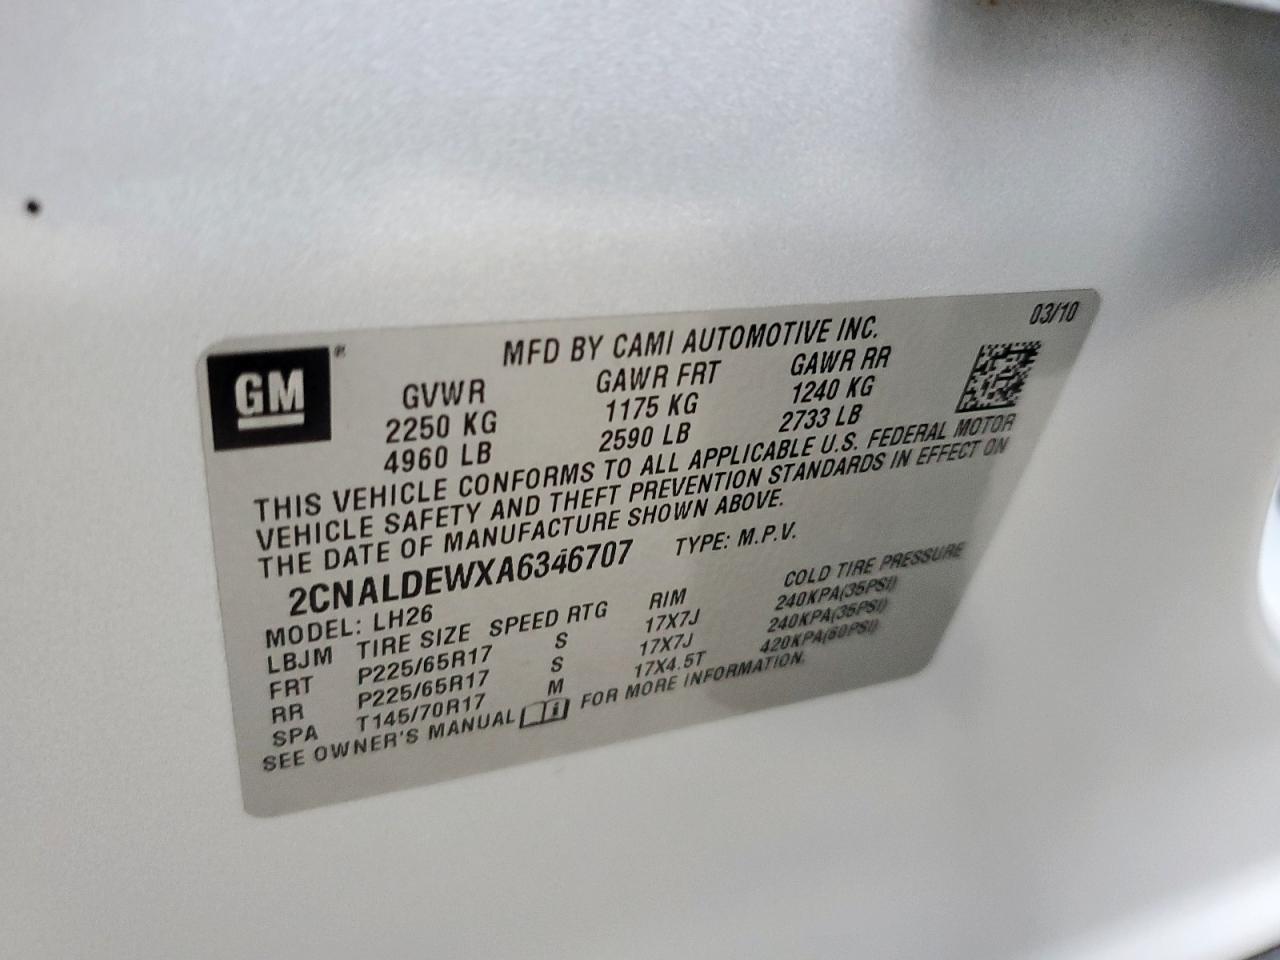 03/10
GM ®
MFD BY CAMI AUTOMOTIVE INC.
GVWR GAWR FRT GAWR RR
2250 KG 1175 KG 1240 KG
4960 LB 2590 LB 2733 LB
THIS VEHICLE CONFORMS TO ALL APPLICABLE U.S. FEDERAL MOTOR
VEHICLE SAFETY AND THEFT PREVENTION STANDARDS IN EFFECT ON
THE DATE OF MANUFACTURE SHOWN ABOVE.
2CNALDEWXA6346707 TYPE: M.P.V.
MODEL: LH26
LBJM TIRE SIZE SPEED RTG RIM COLD TIRE PRESSURE
FRT P225/65R17 S 17X7J 240KPA(35PSI)
RR P225/65R17 S 17X7J 240KPA(35PSI)
SPA T145/70R17 M 17X4.5T 420KPA(60PSI)
SEE OWNER'S MANUAL i FOR MORE INFORMATION.